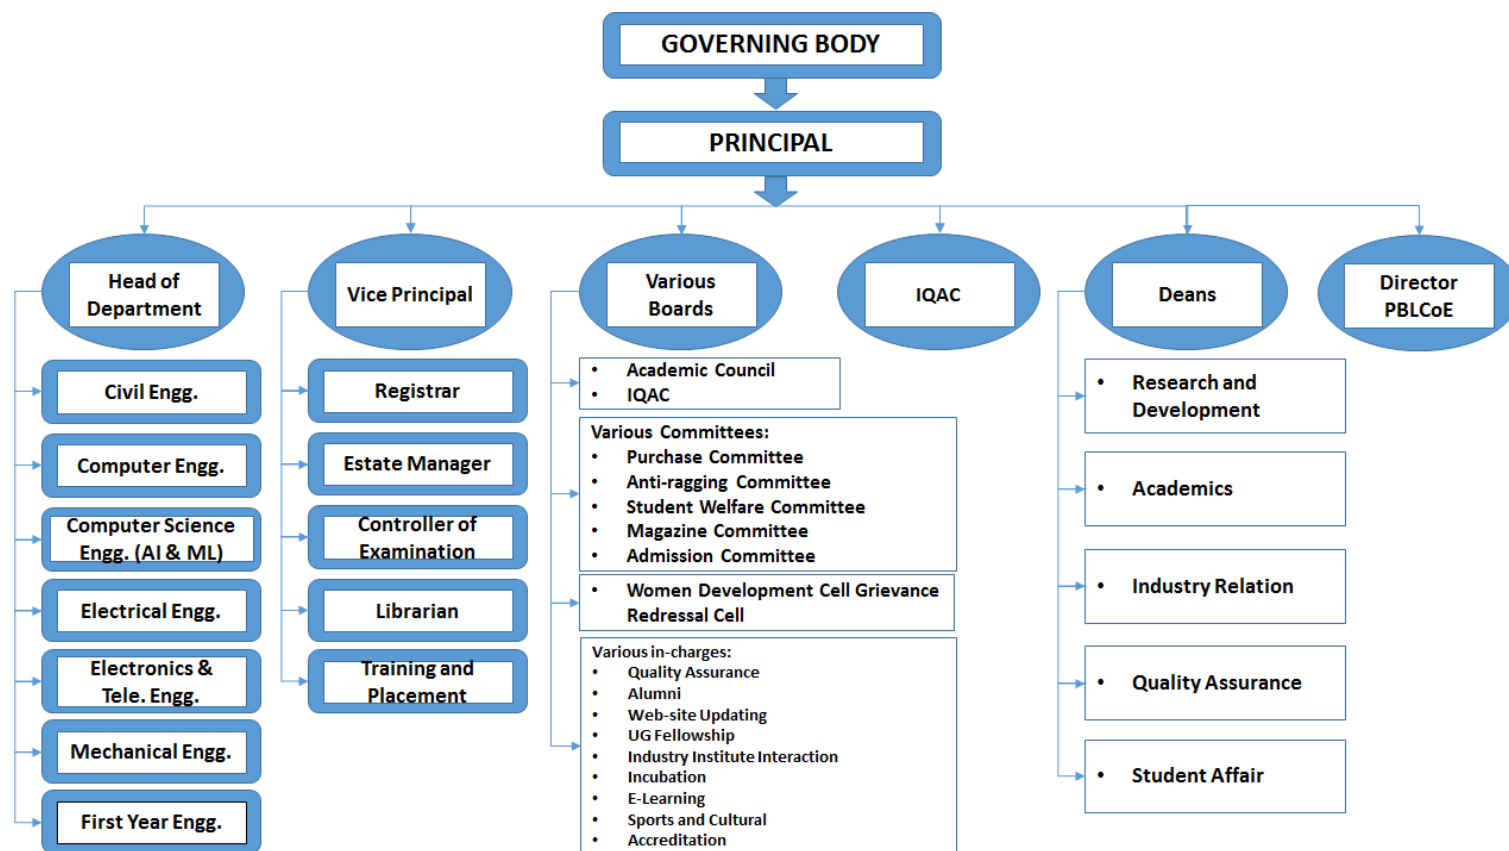 GOVERNING BODY
PRINCIPAL
Head of
Department
Vice Principal
Various
Boards
IQAC
Deans
Director
PBLCoE
Civil Engg.
Computer Engg.
Computer Science
Engg. (AI & ML)
Electrical Engg.
Electronics &
Tele. Engg.
Mechanical Engg.
First Year Engg.
Registrar
Estate Manager
Controller of
Examination
Librarian
Training and
Placement
• Academic Council
• IQAC
Various Committees:
• Purchase Committee
• Anti-ragging Committee
• Student Welfare Committee
• Magazine Committee
• Admission Committee
• Women Development Cell Grievance
Redressal Cell
Various in-charges:
• Quality Assurance
• Alumni
• Web-site Updating
• UG Fellowship
• Industry Institute Interaction
• Incubation
• E-Learning
• Sports and Cultural
• Accreditation
• Research and
Development
• Academics
• Industry Relation
• Quality Assurance
• Student Affair